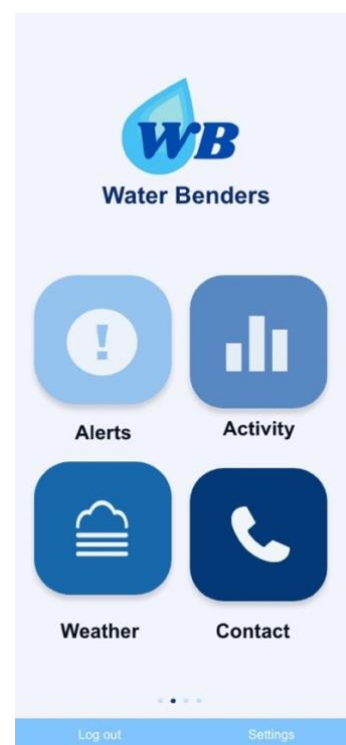 WB
Water Benders
!
Alerts Activity
Weather Contact
Log out Settings